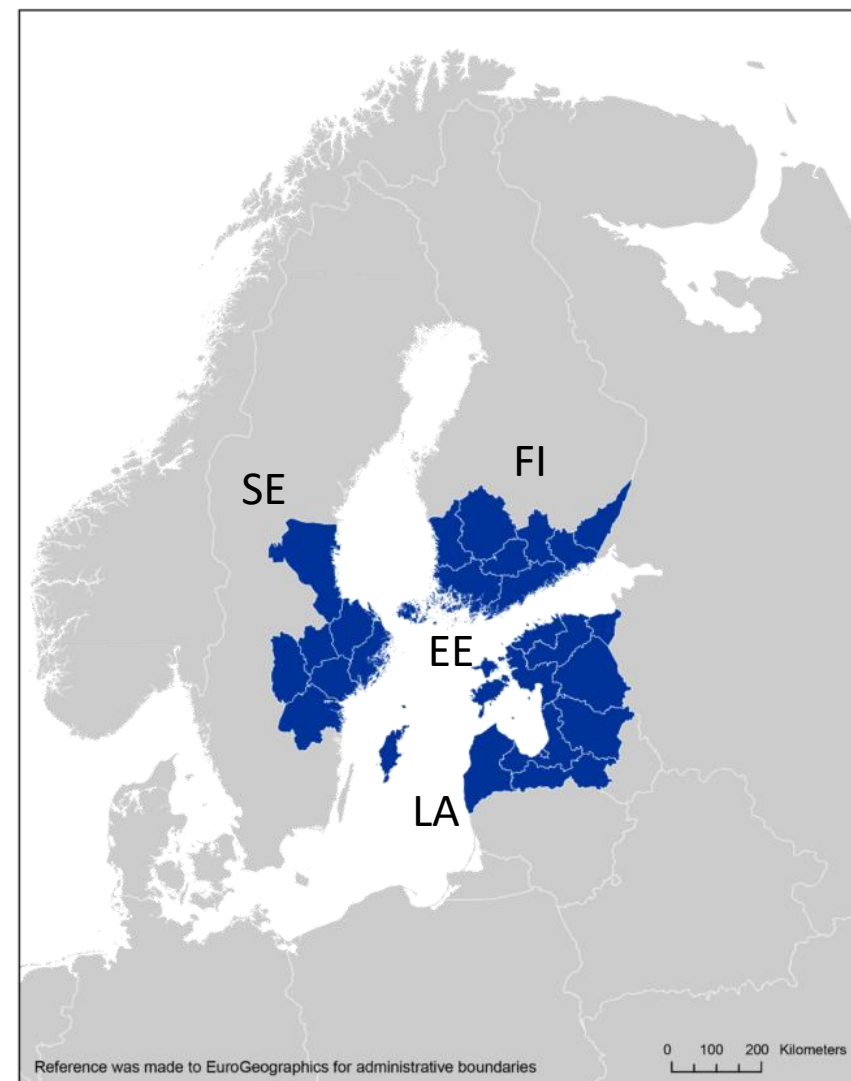 FI
SE
EE
LA
0 100 200 Kilometers
Reference was made to EuroGeographics for administrative boundaries